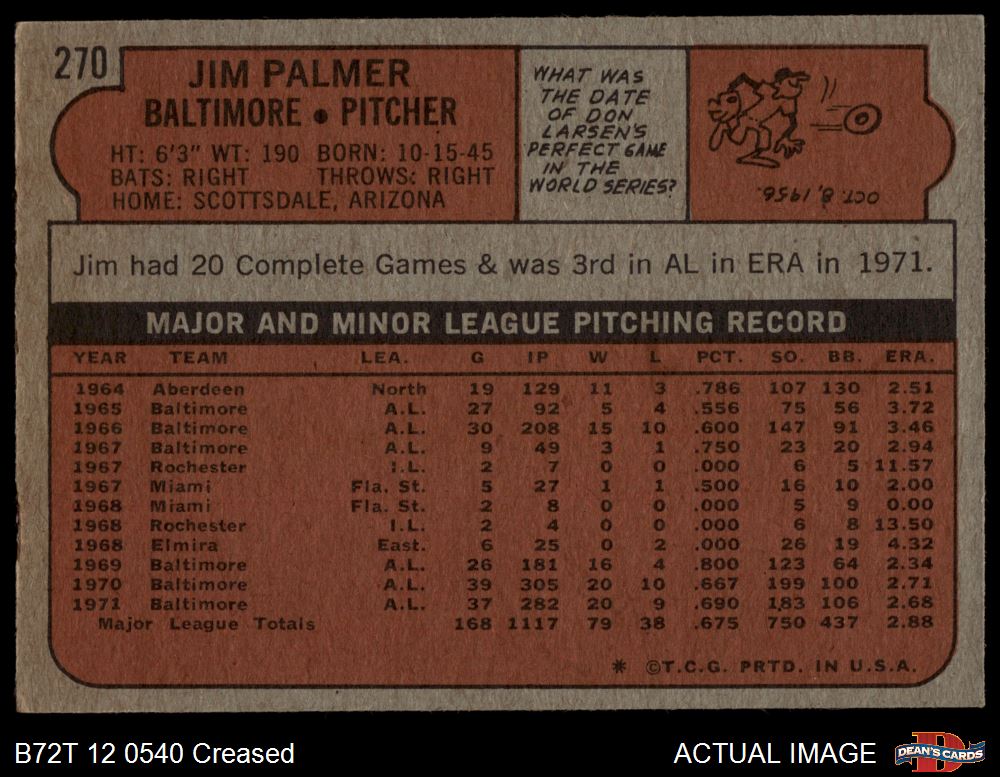 270
JIM PALMER
BALTIMORE • PITCHER
HT: 6'3" WT: 190 BORN: 10-15-45
BATS: RIGHT THROWS: RIGHT
HOME: SCOTTSDALE, ARIZONA
WHAT WAS
THE DATE
OF DON
LARSEN'S
PERFECT GAME
IN THE
WORLD SERIES?
OCT. 8, 1956.
Jim had 20 Complete Games & was 3rd in AL in ERA in 1971.
MAJOR AND MINOR LEAGUE PITCHING RECORD
YEAR TEAM LEA. G IP W L PCT. SO. BB. ERA.
1964 Aberdeen North 19 129 11 3 .786 107 130 2.51
1965 Baltimore A.L. 27 92 5 4 .556 75 56 3.72
1966 Baltimore A.L. 30 208 15 10 .600 147 91 3.46
1967 Baltimore A.L. 9 49 3 1 .750 23 20 2.94
1967 Rochester I.L. 2 7 0 0 .000 6 5 11.57
1967 Miami Fla. St. 5 27 1 1 .500 16 10 2.00
1968 Miami Fla. St. 2 8 0 0 .000 5 9 0.00
1968 Rochester I.L. 2 4 0 0 .000 6 8 13.50
1968 Elmira East. 6 25 0 2 .000 26 19 4.32
1969 Baltimore A.L. 26 181 16 4 .800 123 64 2.34
1970 Baltimore A.L. 39 305 20 10 .667 199 100 2.71
1971 Baltimore A.L. 37 282 20 9 .690 183 106 2.68
Major League Totals 168 1117 79 38 .675 750 437 2.88
* ©T.C.G. PRTD. IN U.S.A.
B72T 12 0540 Creased
ACTUAL IMAGE
DEAN'S CARDS